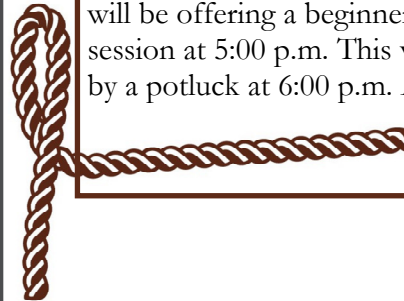 will be offering a beginner
session at 5:00 p.m. This
by a potluck at 6:00 p.m.